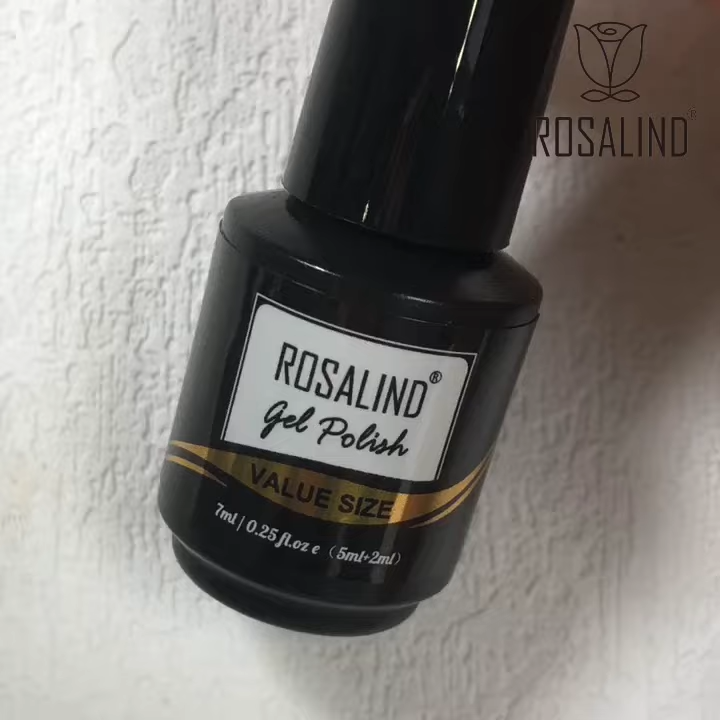 ROSALIND®
ROSALIND®
Gel Polish
VALUE SIZE
7ml / 0.25 fl.oz e (5ml+2ml)